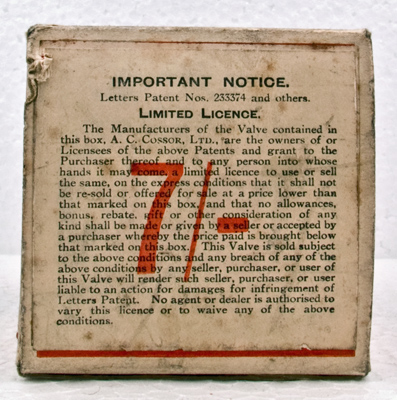 IMPORTANT NOTICE.
Letters Patent Nos. 233374 and others.
LIMITED LICENCE.
The Manufacturers of the Valve contained in
this box, A. C. COSSOR, LTD., are the owners of or
Licensees of the above Patents and grant to the
Purchaser thereof and to any person into whose
hands it may come, a limited licence to use or sell
the same, on the express conditions that it shall not
be re-sold or offered for sale at a price lower than
that marked on this box, and that no allowances,
bonus, rebate, gift or other consideration of any
kind shall be made or given by a seller or accepted by
a purchaser whereby the price paid is brought below
that marked on this box. This Valve is sold subject
to the above conditions and any breach of any of the
above conditions by any seller, purchaser, or user of
this Valve will render such seller, purchaser, or user
liable to an action for damages for infringement of
Letters Patent. No agent or dealer is authorised to
vary this licence or to waive any of the above
conditions.
7/-